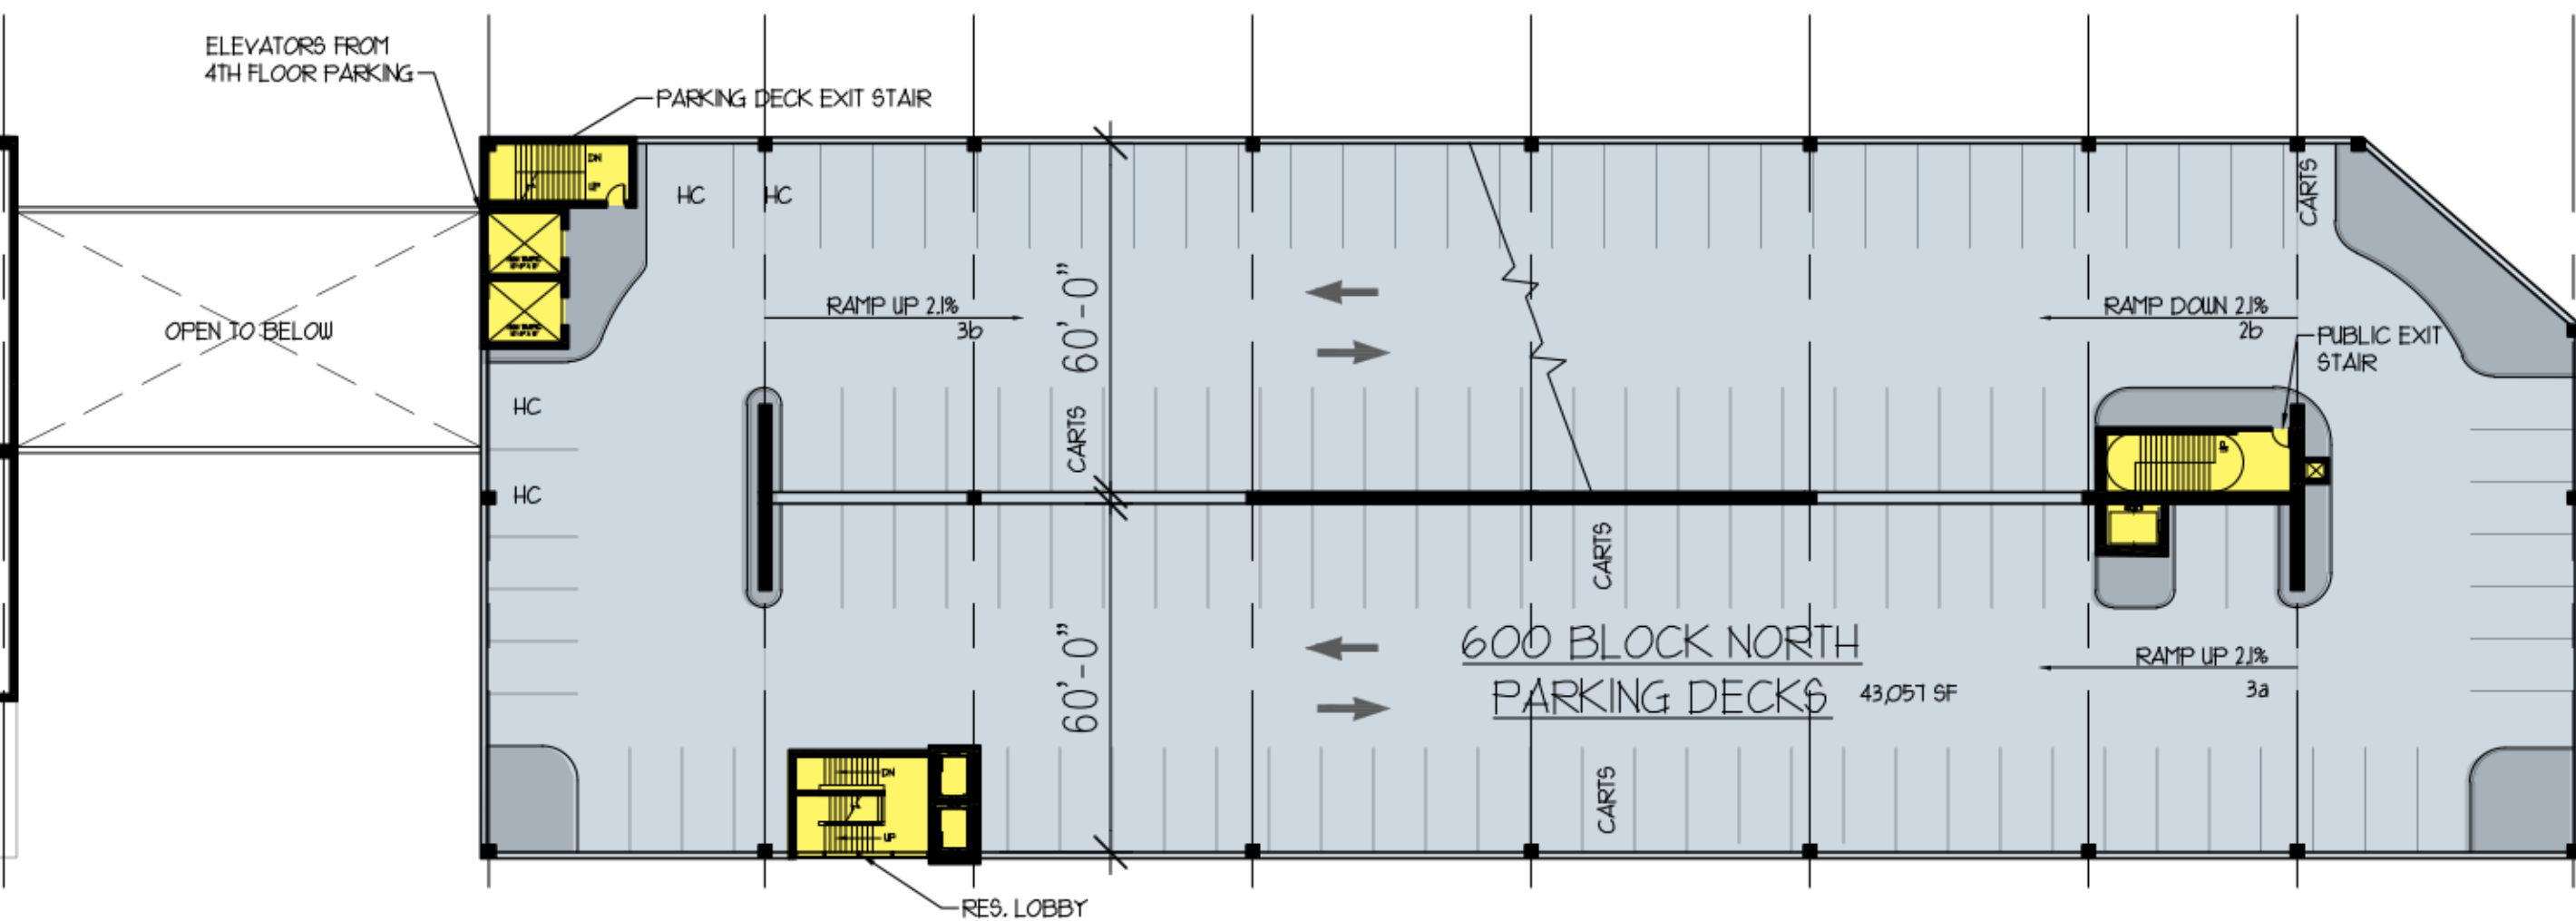 ELEVATORS FROM
4TH FLOOR PARKING
PARKING DECK EXIT STAIR
DN
UP
HC
HC
CARTS
OPEN TO BELOW
RAMP UP 2.1%
3b
60'-0"
RAMP DOWN 2.1%
2b
PUBLIC EXIT
STAIR
HC
CARTS
UP
HC
CARTS
60'-0"
600 BLOCK NORTH
PARKING DECKS
43,057 SF
RAMP UP 2.1%
3a
DN
UP
CARTS
RES. LOBBY